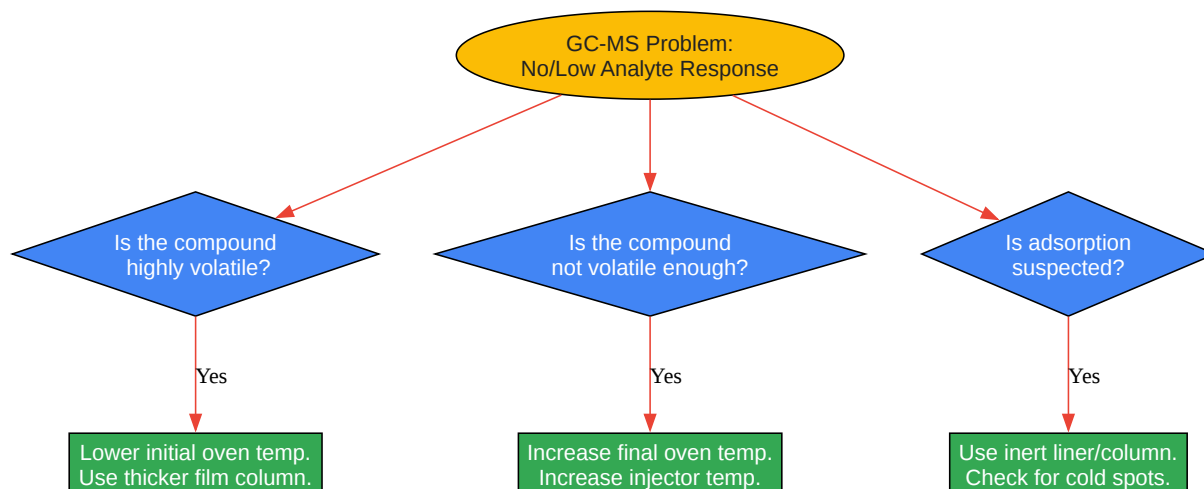 GC-MS Problem:
No/Low Analyte Response
Is the compound
highly volatile?
Is the compound
not volatile enough?
Is adsorption
suspected?
Yes
Yes
Yes
Lower initial oven temp.
Use thicker film column.
Increase final oven temp.
Increase injector temp.
Use inert liner/column.
Check for cold spots.